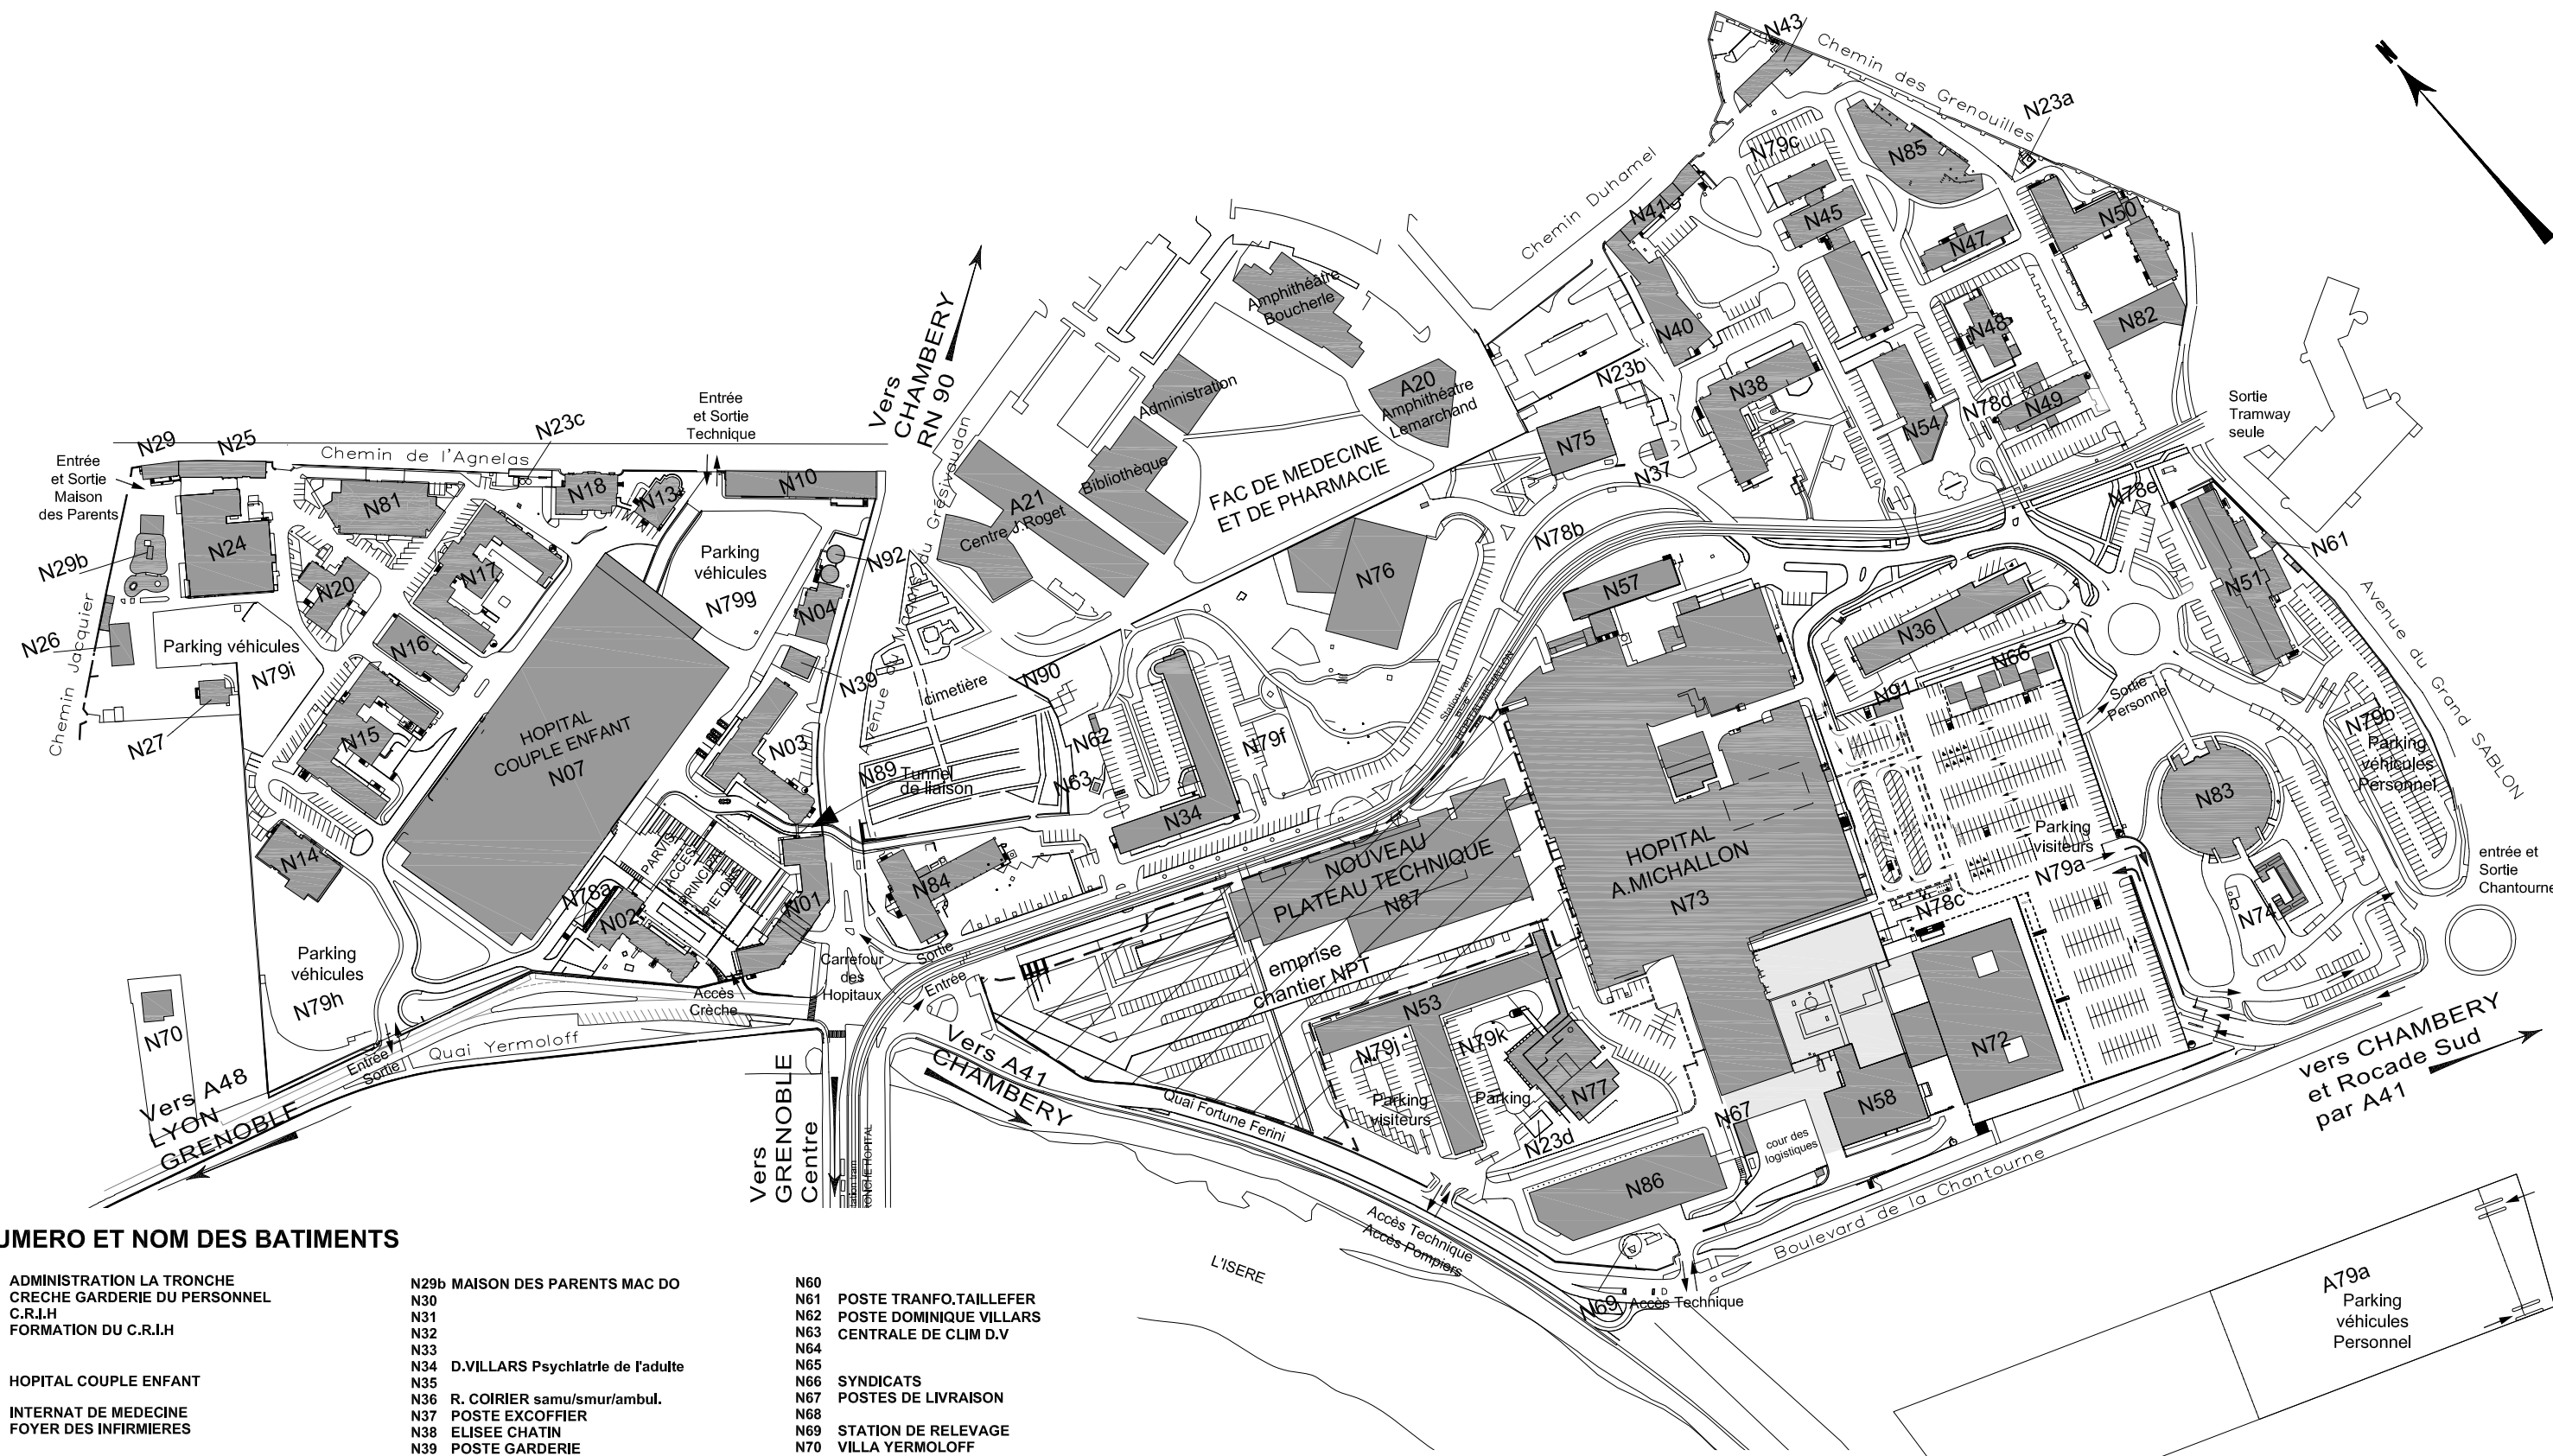 N43
Chemin des Grenouilles
N23a
N
N79c
N85
Chemin Duhamel
N41
N45
N47
N50
N40
N48
N82
Amphithéâtre
Boucherle
Administration
A20
Amphithéatre
Lemarchand
N23b
N38
N54
N78d
N49
Sortie
Tramway
seule
Vers
CHAMBERY
RN 90
Entrée
et Sortie
Technique
N29
N25
N23c
Chemin de l'Agnelas
Entrée
et Sortie
Maison
des Parents
N81
N18
N13
N10
A21
Centre J.Roget
Bibliothèque
FAC DE MEDECINE
ET DE PHARMACIE
N75
N37
N78b
N78e
N61
N51
Avenue du Grand SABLON
N29b
N24
N20
N17
Parking
véhicules
N79g
N92
N04
N76
N57
N36
N66
N91
Sortie
Personnel
N26
Chemin Jacquier
Parking véhicules
N79i
N16
N27
N15
HOPITAL
COUPLE ENFANT
N07
N39
N03
cimetière
N90
N62
N63
N79f
N89
Tunnel
de liaison
N34
N79b
Parking
véhicules
Personnel
N83
Parking
visiteurs
N79a
entrée et
Sortie
Chantourne
N14
PARVIS
ACCES
PRINCIPAL
PIETONS
N78a
N02
N01
N84
NOUVEAU
PLATEAU TECHNIQUE
N87
HOPITAL
A.MICHALLON
N73
N78c
N74
Parking
véhicules
N79h
N70
Accès
Crèche
Carrefour
des
Hopitaux
Sortie
Entrée
emprise
chantier NPT
N53
N79j
N79k
Parking
visiteurs
Parking
N77
N23d
N72
N58
N67
cour des
logistiques
N86
Entrée
Sortie
Quai Yermoloff
Vers A48
LYON
GRENOBLE
Vers
GRENOBLE
Centre
Vers A41
CHAMBERY
Quai Fortune Ferini
vers CHAMBERY
et Rocade Sud
par A41
Boulevard de la Chantourne
Accès Technique
Accès Pompiers
L'ISERE
N69
Accès Technique
A79a
Parking
véhicules
Personnel
UMERO ET NOM DES BATIMENTS
ADMINISTRATION LA TRONCHE
CRECHE GARDERIE DU PERSONNEL
C.R.I.H
FORMATION DU C.R.I.H
HOPITAL COUPLE ENFANT
INTERNAT DE MEDECINE
FOYER DES INFIRMIERES
N29b MAISON DES PARENTS MAC DO
N30
N31
N32
N33
N34 D.VILLARS Psychiatrie de l'adulte
N35
N36 R. COIRIER samu/smur/ambul.
N37 POSTE EXCOFFIER
N38 ELISEE CHATIN
N39 POSTE GARDERIE
N60
N61 POSTE TRANFO.TAILLEFER
N62 POSTE DOMINIQUE VILLARS
N63 CENTRALE DE CLIM D.V
N64
N65
N66 SYNDICATS
N67 POSTES DE LIVRAISON
N68
N69 STATION DE RELEVAGE
N70 VILLA YERMOLOFF